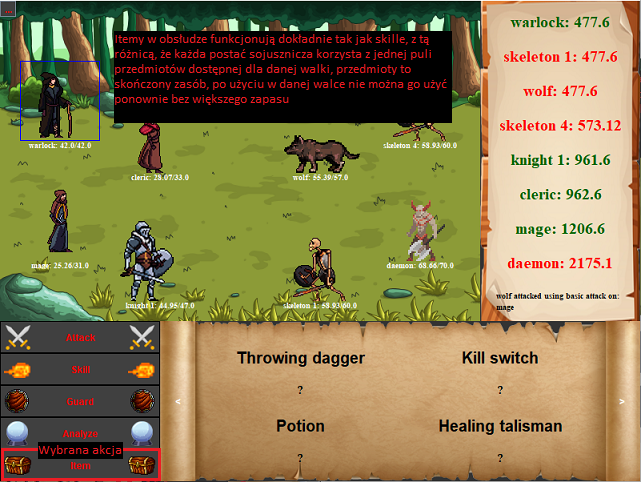 ...
Itemy w obsłudze funkcjonują dokładnie tak jak skille, z tą
różnicą, że każda postać sojusznicza korzysta z jednej puli
przedmiotów dostępnej dla danej walki, przedmioty to
skończony zasób, po użyciu w danej walce nie można go użyć
ponownie bez większego zapasu
warlock: 42.0/42.0
cleric: 28.07/33.0
wolf: 55.39/57.0
skeleton 4: 58.93/60.0
mage: 25.26/31.0
knight 1: 44.95/47.0
skeleton 1: 58.93/60.0
daemon: 68.66/70.0
warlock: 477.6
skeleton 1: 477.6
wolf: 477.6
skeleton 4: 573.12
knight 1: 961.6
cleric: 962.6
mage: 1206.6
daemon: 2175.1
wolf attacked using basic attack on:
mage
Attack
Skill
Guard
Analyze
Wybrana akcja
Item
<
Throwing dagger
?
Kill switch
?
Potion
?
Healing talisman
?
>